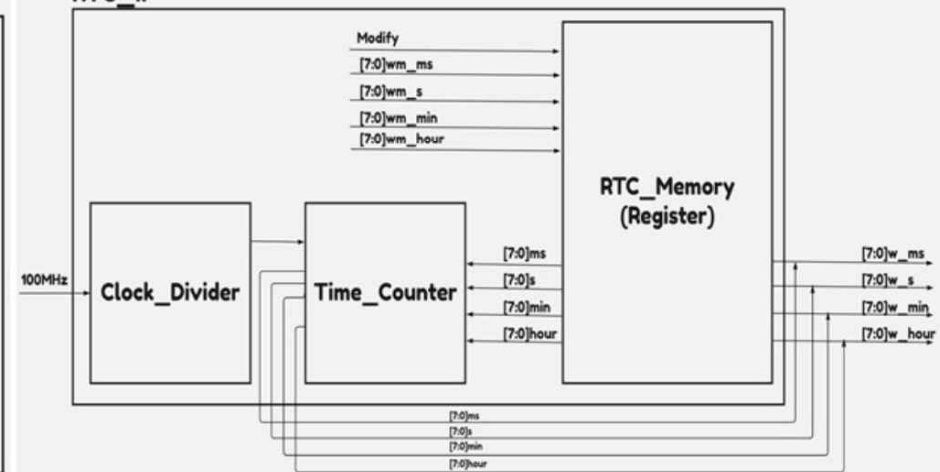 Modify
[7:0]wm_ms
[7:0]wm_s
[7:0]wm_min
[7:0]wm_hour
RTC_Memory
(Register)
100MHz
Clock_Divider
Time_Counter
[7:0]ms
[7:0]s
[7:0]min
[7:0]hour
[7:0]w_ms
[7:0]w_s
[7:0]w_min
[7:0]w_hour
[7:0]ms
[7:0]s
[7:0]min
[7:0]hour